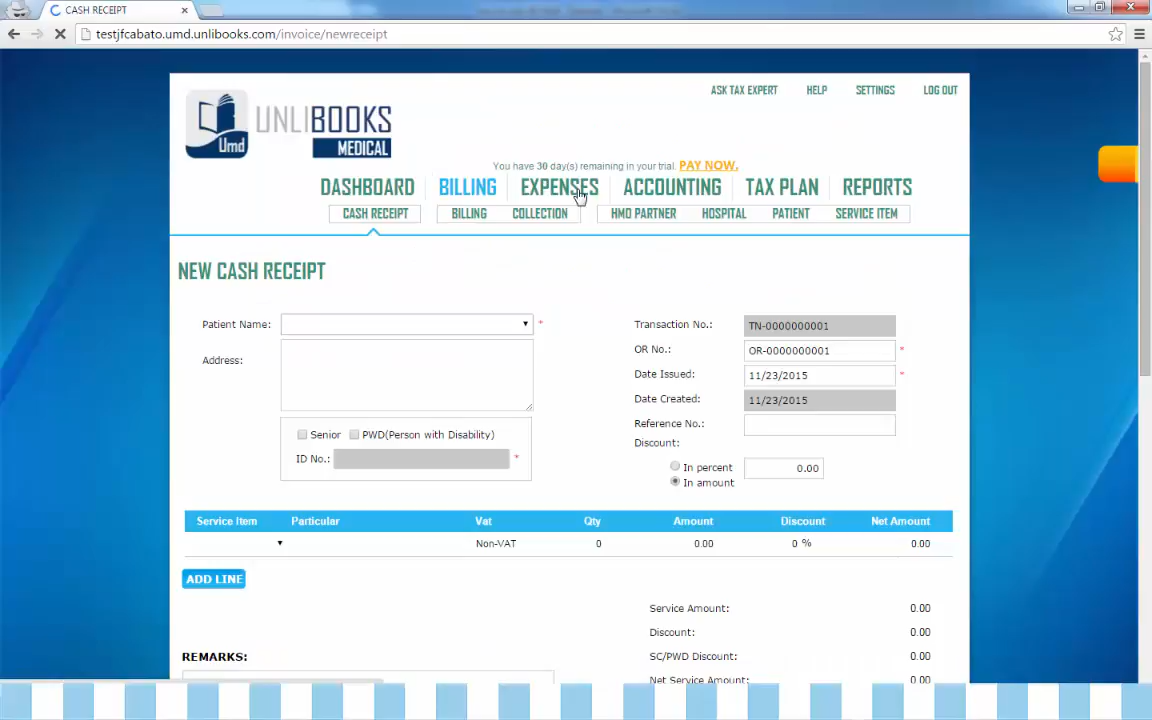 CASH RECEIPT
testjfcabato.umd.unlibooks.com/invoice/newreceipt
ASK TAX EXPERT HELP SETTINGS LOG OUT
Umd UNLIBOOKS
MEDICAL
You have 30 day(s) remaining in your trial. PAY NOW.
DASHBOARD BILLING EXPENSES ACCOUNTING TAX PLAN REPORTS
CASH RECEIPT BILLING COLLECTION HMO PARTNER HOSPITAL PATIENT SERVICE ITEM
NEW CASH RECEIPT
Patient Name: * Transaction No.: TN-0000000001
Address: OR No.: OR-0000000001 *
Date Issued: 11/23/2015 *
Date Created: 11/23/2015
Reference No.:
Senior PWD(Person with Disability) Discount:
ID No.: * In percent 0.00
In amount
Service Item Particular Vat Qty Amount Discount Net Amount
Non-VAT 0 0.00 0 % 0.00
ADD LINE
Service Amount: 0.00
Discount: 0.00
REMARKS: SC/PWD Discount: 0.00
Net Service Amount: 0.00